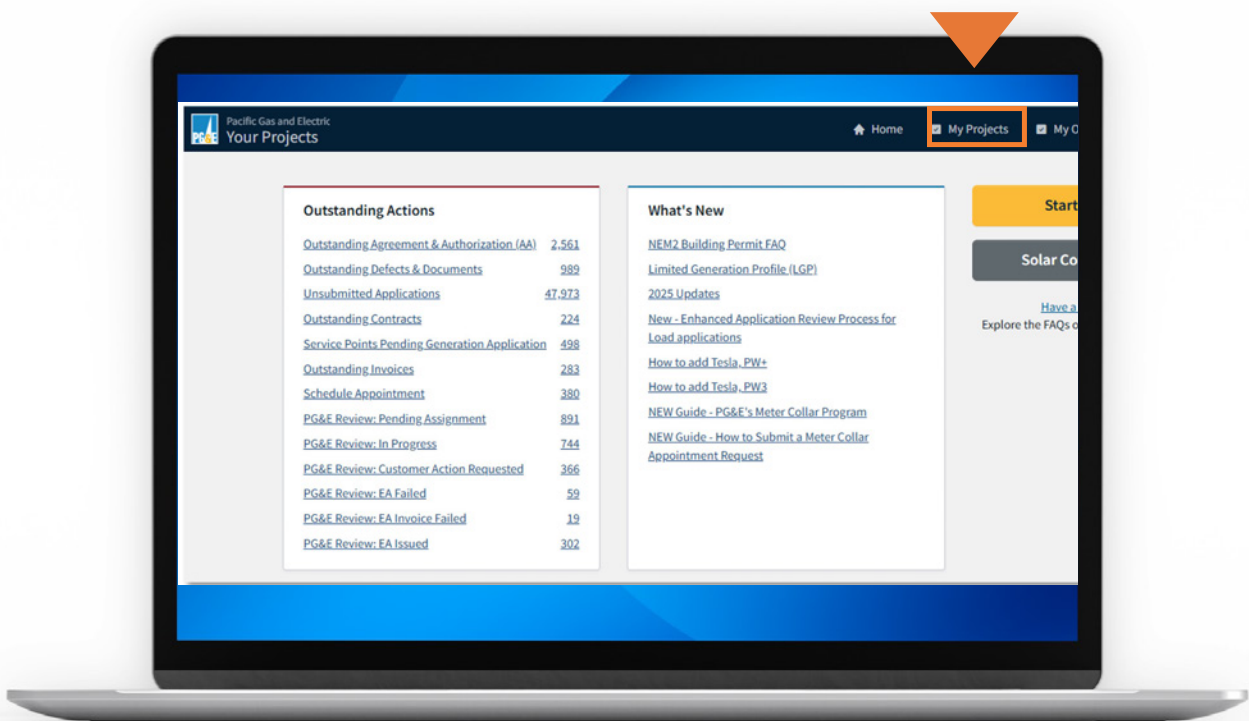 Pacific Gas and Electric
PG&E
Your Projects
Home
My Projects
My O
Outstanding Actions
Outstanding Agreement & Authorization (AA) 2,561
Outstanding Defects & Documents 989
Unsubmitted Applications 47,973
Outstanding Contracts 224
Service Points Pending Generation Application 498
Outstanding Invoices 283
Schedule Appointment 380
PG&E Review: Pending Assignment 891
PG&E Review: In Progress 744
PG&E Review: Customer Action Requested 366
PG&E Review: EA Failed 59
PG&E Review: EA Invoice Failed 19
PG&E Review: EA Issued 302
What's New
NEM2 Building Permit FAQ
Limited Generation Profile (LGP)
2025 Updates
New - Enhanced Application Review Process for
Load applications
How to add Tesla, PW+
How to add Tesla, PW3
NEW Guide - PG&E's Meter Collar Program
NEW Guide - How to Submit a Meter Collar
Appointment Request
Start
Solar Co
Have a
Explore the FAQs o